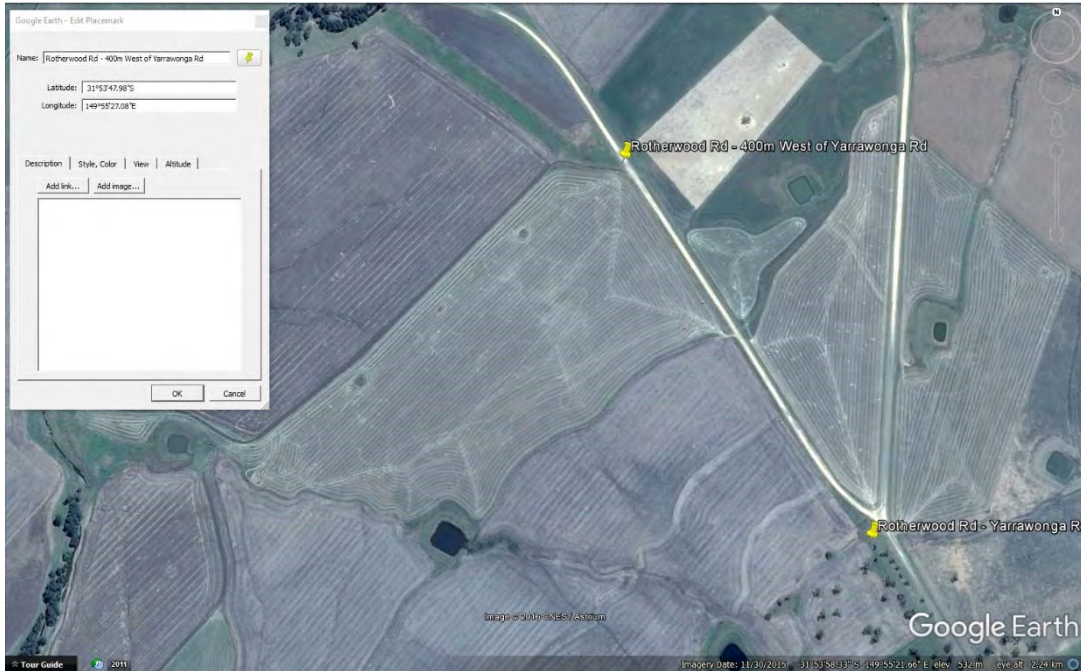 Google Earth - Edit Placemark
Name: Rotherwood Rd - 400m West of Yarrawonga Rd
Latitude: 31°53'47.98"S
Longitude: 149°55'27.08"E
Description Style, Color View Altitude
Add link... Add image...
OK Cancel
N
Rotherwood Rd - 400m West of Yarrawonga Rd
Rotherwood Rd - Yarrawonga R
Image © 2016 CNES / Astrium
Google Earth
Tour Guide 2011
Imagery Date: 11/30/2015 31°53'58.33" S 149°55'21.66" E elev 532 m eye alt 2.24 km